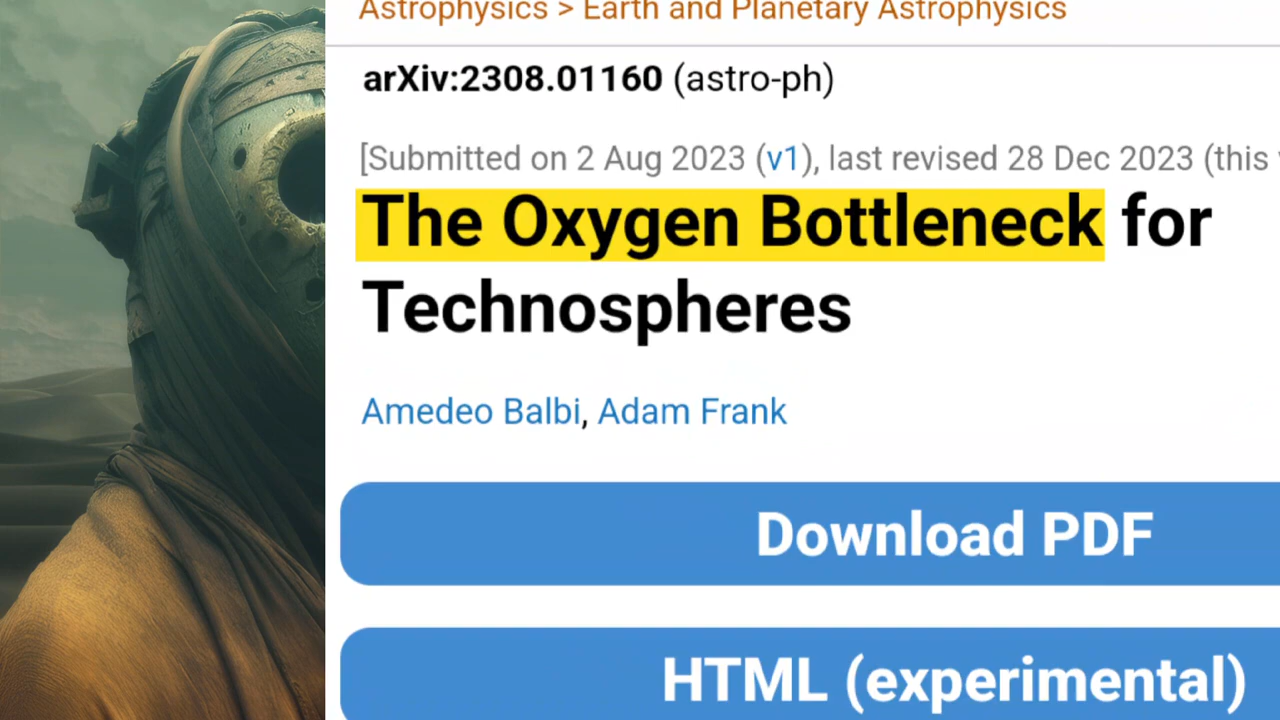 Astrophysics > Earth and Planetary Astrophysics
arXiv:2308.01160 (astro-ph)
[Submitted on 2 Aug 2023 (v1), last revised 28 Dec 2023 (this
The Oxygen Bottleneck for
Technospheres
Amedeo Balbi, Adam Frank
Download PDF
HTML (experimental)